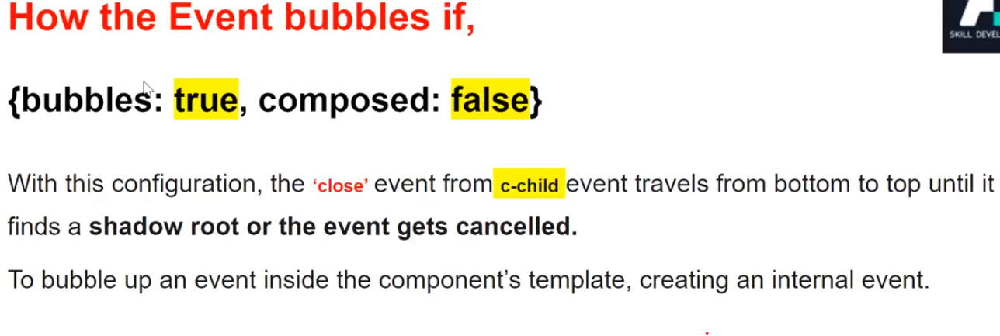 How the Event bubbles if,
SKILL DEVEL
{bubbles: true, composed: false}
With this configuration, the ‘close’ event from c-child event travels from bottom to top until it
finds a shadow root or the event gets cancelled.
To bubble up an event inside the component’s template, creating an internal event.